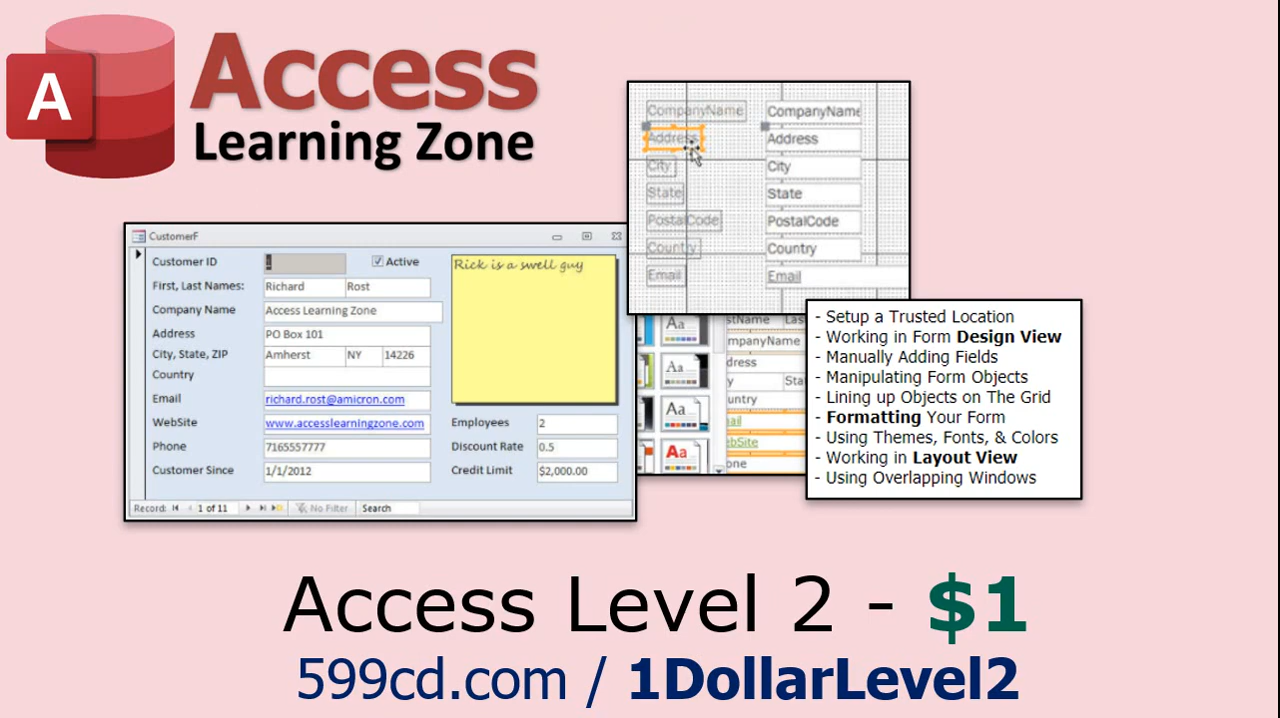 A
Access
Learning Zone
CompanyName CompanyName
Address Address
City City
State State
PostalCode PostalCode
Country Country
Email Email
CustomerF
Customer ID Active
First, Last Names: Richard Rost
Company Name Access Learning Zone
Address PO Box 101
City, State, ZIP Amherst NY 14226
Country
Email richard.rost@amicron.com
WebSite www.accesslearningzone.com
Phone 7165557777
Customer Since 1/1/2012
Rick is a swell guy
Employees 2
Discount Rate 0.5
Credit Limit $2,000.00
Record: 1 of 11 No Filter Search
Aa
Aa
Aa
Aa
- Setup a Trusted Location
- Working in Form Design View
- Manually Adding Fields
- Manipulating Form Objects
- Lining up Objects on The Grid
- Formatting Your Form
- Using Themes, Fonts, & Colors
- Working in Layout View
- Using Overlapping Windows
Access Level 2 - $1
599cd.com / 1DollarLevel2